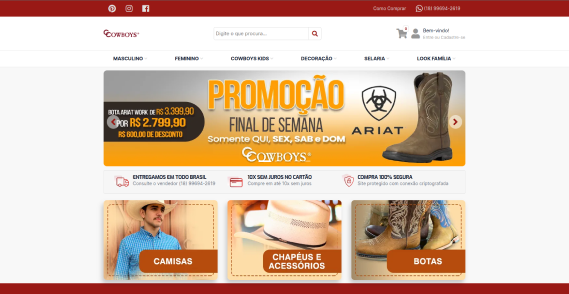 Como Comprar (18) 99694-2619
Cowboys
Digite o que procura...
Bem-vindo!
Entre ou Cadastre-se
MASCULINO FEMININO COWBOYS KIDS DECORAÇÃO SELARIA LOOK FAMÍLIA
PROMOÇÃO
FINAL DE SEMANA
Somente QUI, SEX, SAB e DOM
Cowboys
BOTA ARIAT WORK DE R$ 3.399,90
POR R$ 2.799,90
R$ 600,00 DE DESCONTO
ARIAT
ENTREGAMOS EM TODO BRASIL
Consulte o vendedor (18) 99694-2619
10X SEM JUROS NO CARTÃO
Compre em até 10x sem juros
COMPRA 100% SEGURA
Site protegido com conexão criptografada
CAMISAS
CHAPÉUS E
ACESSÓRIOS
BOTAS